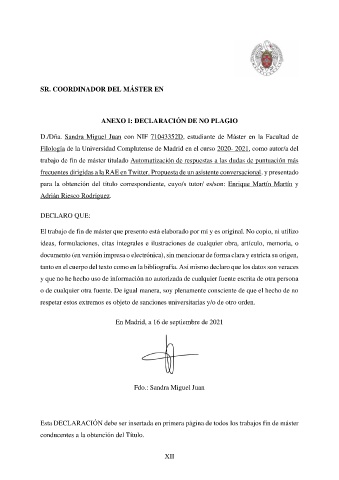 SR. COORDINADOR DEL MÁSTER EN
ANEXO I: DECLARACIÓN DE NO PLAGIO
D./Dña. Sandra Miguel Juan con NIF 71043352D, estudiante de Máster en la Facultad de
Filología de la Universidad Complutense de Madrid en el curso 2020- 2021, como autor/a del
trabajo de fin de máster titulado Automatización de respuestas a las dudas de puntuación más
frecuentes dirigidas a la RAE en Twitter. Propuesta de un asistente conversacional. y presentado
para la obtención del título correspondiente, cuyo/s tutor/ es/son: Enrique Martín Martín y
Adrián Riesco Rodríguez.
DECLARO QUE:
El trabajo de fin de máster que presento está elaborado por mí y es original. No copio, ni utilizo
ideas, formulaciones, citas integrales e ilustraciones de cualquier obra, artículo, memoria, o
documento (en versión impresa o electrónica), sin mencionar de forma clara y estricta su origen,
tanto en el cuerpo del texto como en la bibliografía. Así mismo declaro que los datos son veraces
y que no he hecho uso de información no autorizada de cualquier fuente escrita de otra persona
o de cualquier otra fuente. De igual manera, soy plenamente consciente de que el hecho de no
respetar estos extremos es objeto de sanciones universitarias y/o de otro orden.
En Madrid, a 16 de septiembre de 2021
Fdo.: Sandra Miguel Juan
Esta DECLARACIÓN debe ser insertada en primera página de todos los trabajos fin de máster
conducentes a la obtención del Título.
XII